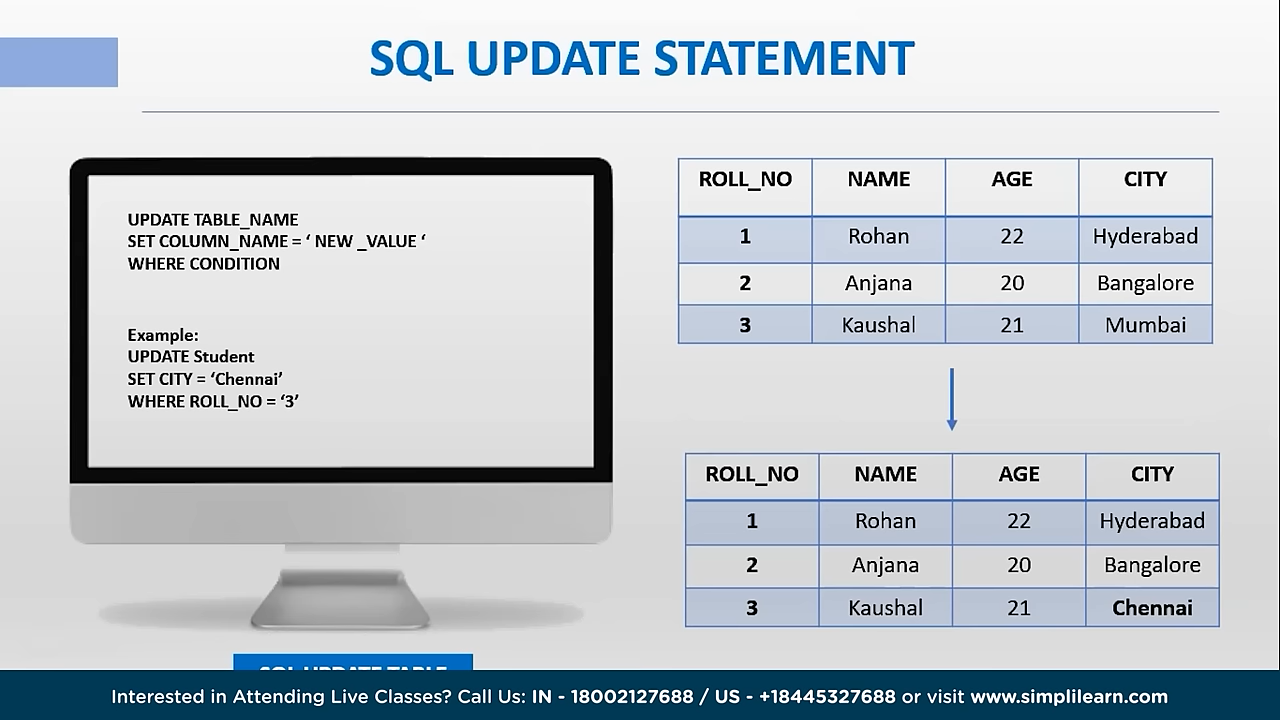 SQL UPDATE STATEMENT
UPDATE TABLE_NAME
SET COLUMN_NAME = ‘ NEW _VALUE ‘
WHERE CONDITION
Example:
UPDATE Student
SET CITY = ‘Chennai’
WHERE ROLL_NO = ‘3’
ROLL_NO NAME AGE CITY
1 Rohan 22 Hyderabad
2 Anjana 20 Bangalore
3 Kaushal 21 Mumbai
ROLL_NO NAME AGE CITY
1 Rohan 22 Hyderabad
2 Anjana 20 Bangalore
3 Kaushal 21 Chennai
SQL UPDATE TABLE
Interested in Attending Live Classes? Call Us: IN - 18002127688 / US - +18445327688 or visit www.simplilearn.com